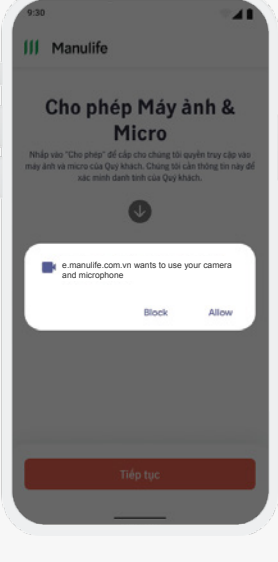 9:30
Manulife
Cho phép Máy ảnh &
Micro
Nhấp vào "Cho phép" để cấp cho chúng tôi quyền truy cập vào
máy ảnh và micro của Quý khách. Chúng tôi cần thông tin này để
xác minh danh tính của Quý khách.
e.manulife.com.vn wants to use your camera
and microphone
Block Allow
Tiếp tục